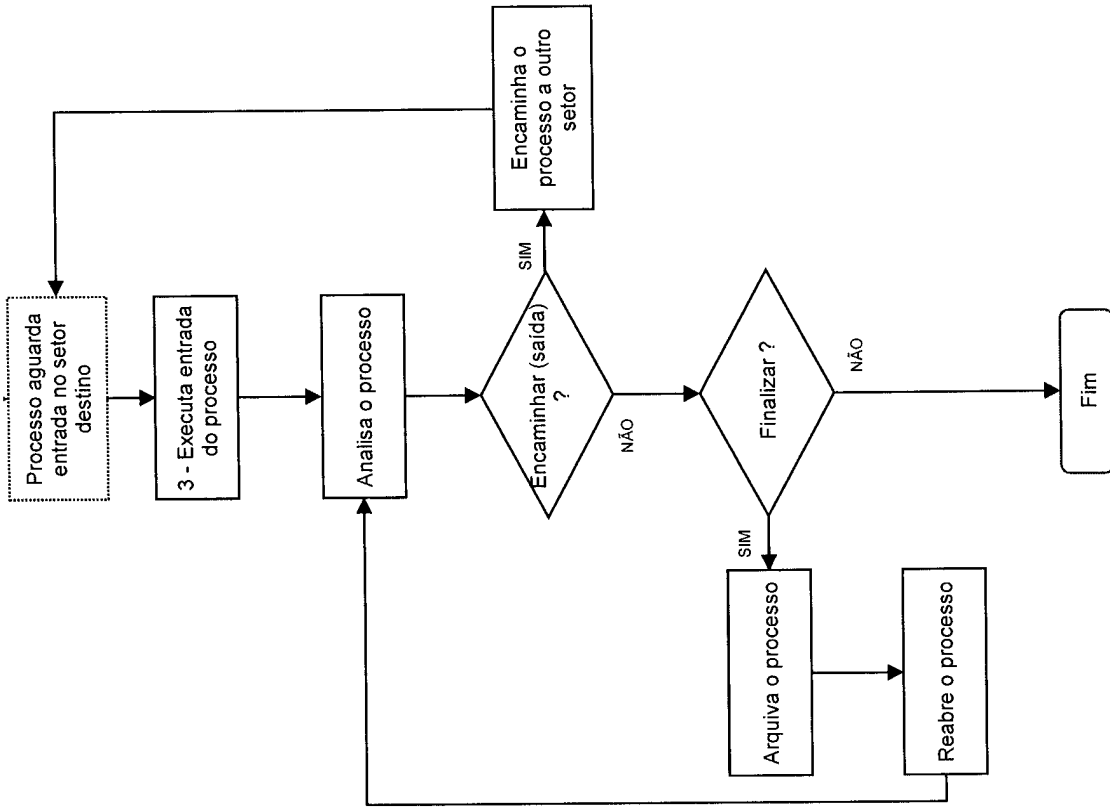 Processo aguarda
entrada no setor
destino
3 - Executa entrada
do processo
Analisa o processo
Encaminhar (saída)
?
SIM
Encaminha o
processo a outro
setor
NÃO
Finalizar ?
SIM
Arquiva o processo
Reabre o processo
NÃO
Fim